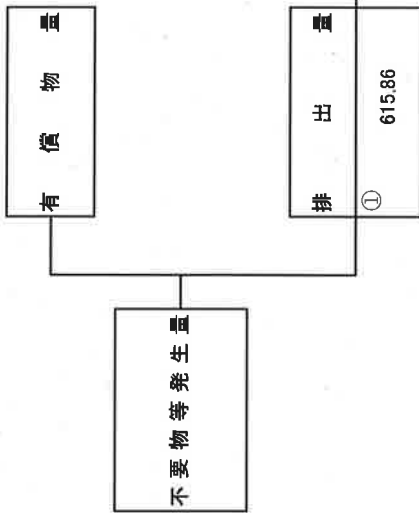 有償物量
不要物等発生量
排出量
①
615.86